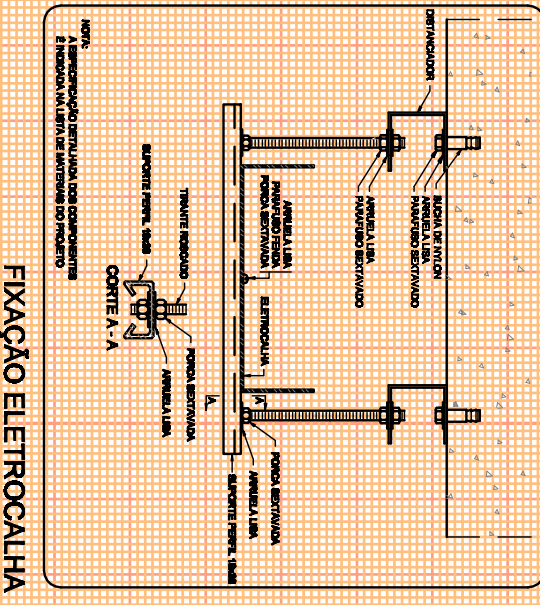 DISTANCIADOR
BUCHA DE NYLON
ARRUELA LISA
PARAFUSO SEXTAVADO
ARRUELA LISA
PARAFUSO SEXTAVADO
ARRUELA LISA
PARAFUSO FENDA
PORCA SEXTAVADA
ELETROCALHA
A
A
PORCA SEXTAVADA
ARRUELA LISA
SUPORTE PERFIL
TIRANTE ROSCADO
SUPORTE PERFIL
PORCA SEXTAVADA
ARRUELA LISA
CORTE A - A
NOTA:
A ESPECIFICAÇÃO DETALHADA DOS COMPONENTES
É INDICADA NA LISTA DE MATERIAIS DO PROJETO
FIXAÇÃO ELETROCALHA